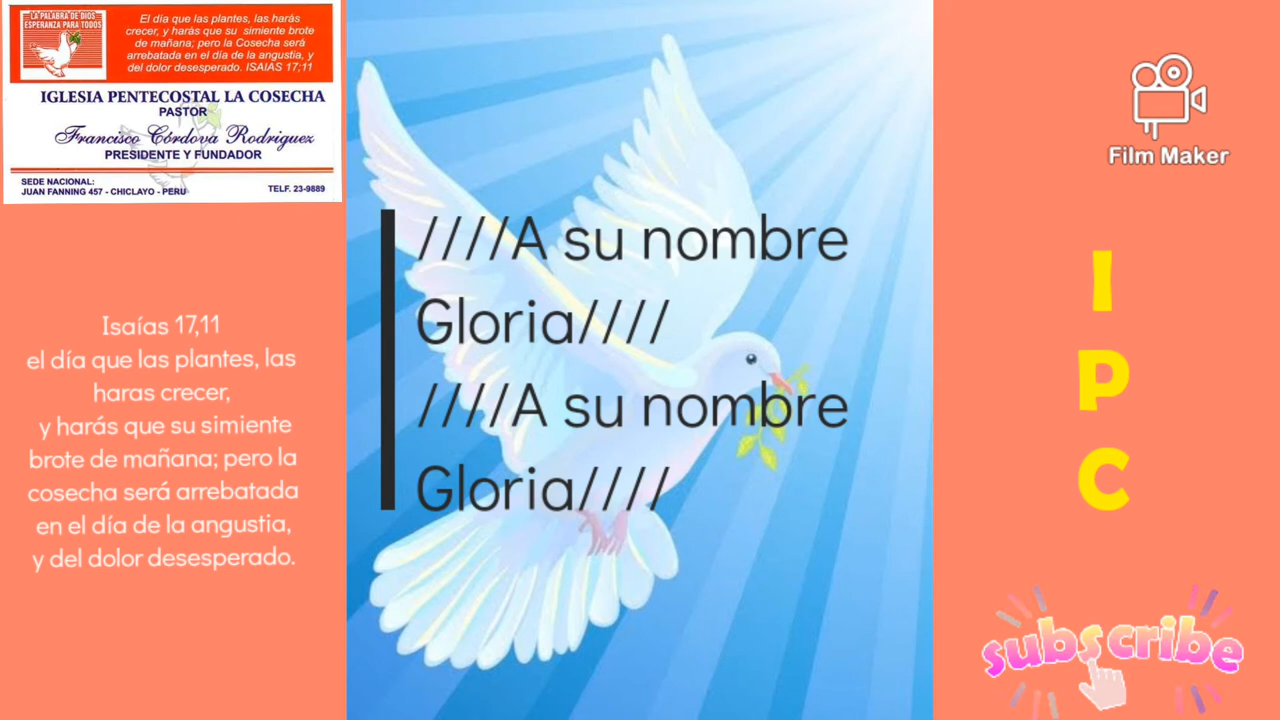 LA PALABRA DE DIOS
ESPERANZA PARA TODOS
El día que las plantes, las harás
crecer, y harás que su simiente brote
de mañana; pero la Cosecha será
arrebatada en el día de la angustia, y
del dolor desesperado. ISAIAS 17;11
IGLESIA PENTECOSTAL LA COSECHA
PASTOR
Francisco Córdova Rodriguez
PRESIDENTE Y FUNDADOR
SEDE NACIONAL:
JUAN FANNING 457 - CHICLAYO - PERU
TELF. 23-9889
Isaías 17,11
el día que las plantes, las
haras crecer,
y harás que su simiente
brote de mañana; pero la
cosecha será arrebatada
en el día de la angustia,
y del dolor desesperado.
////A su nombre
Gloria////
////A su nombre
Gloria////
Film Maker
I
P
C
subscribe